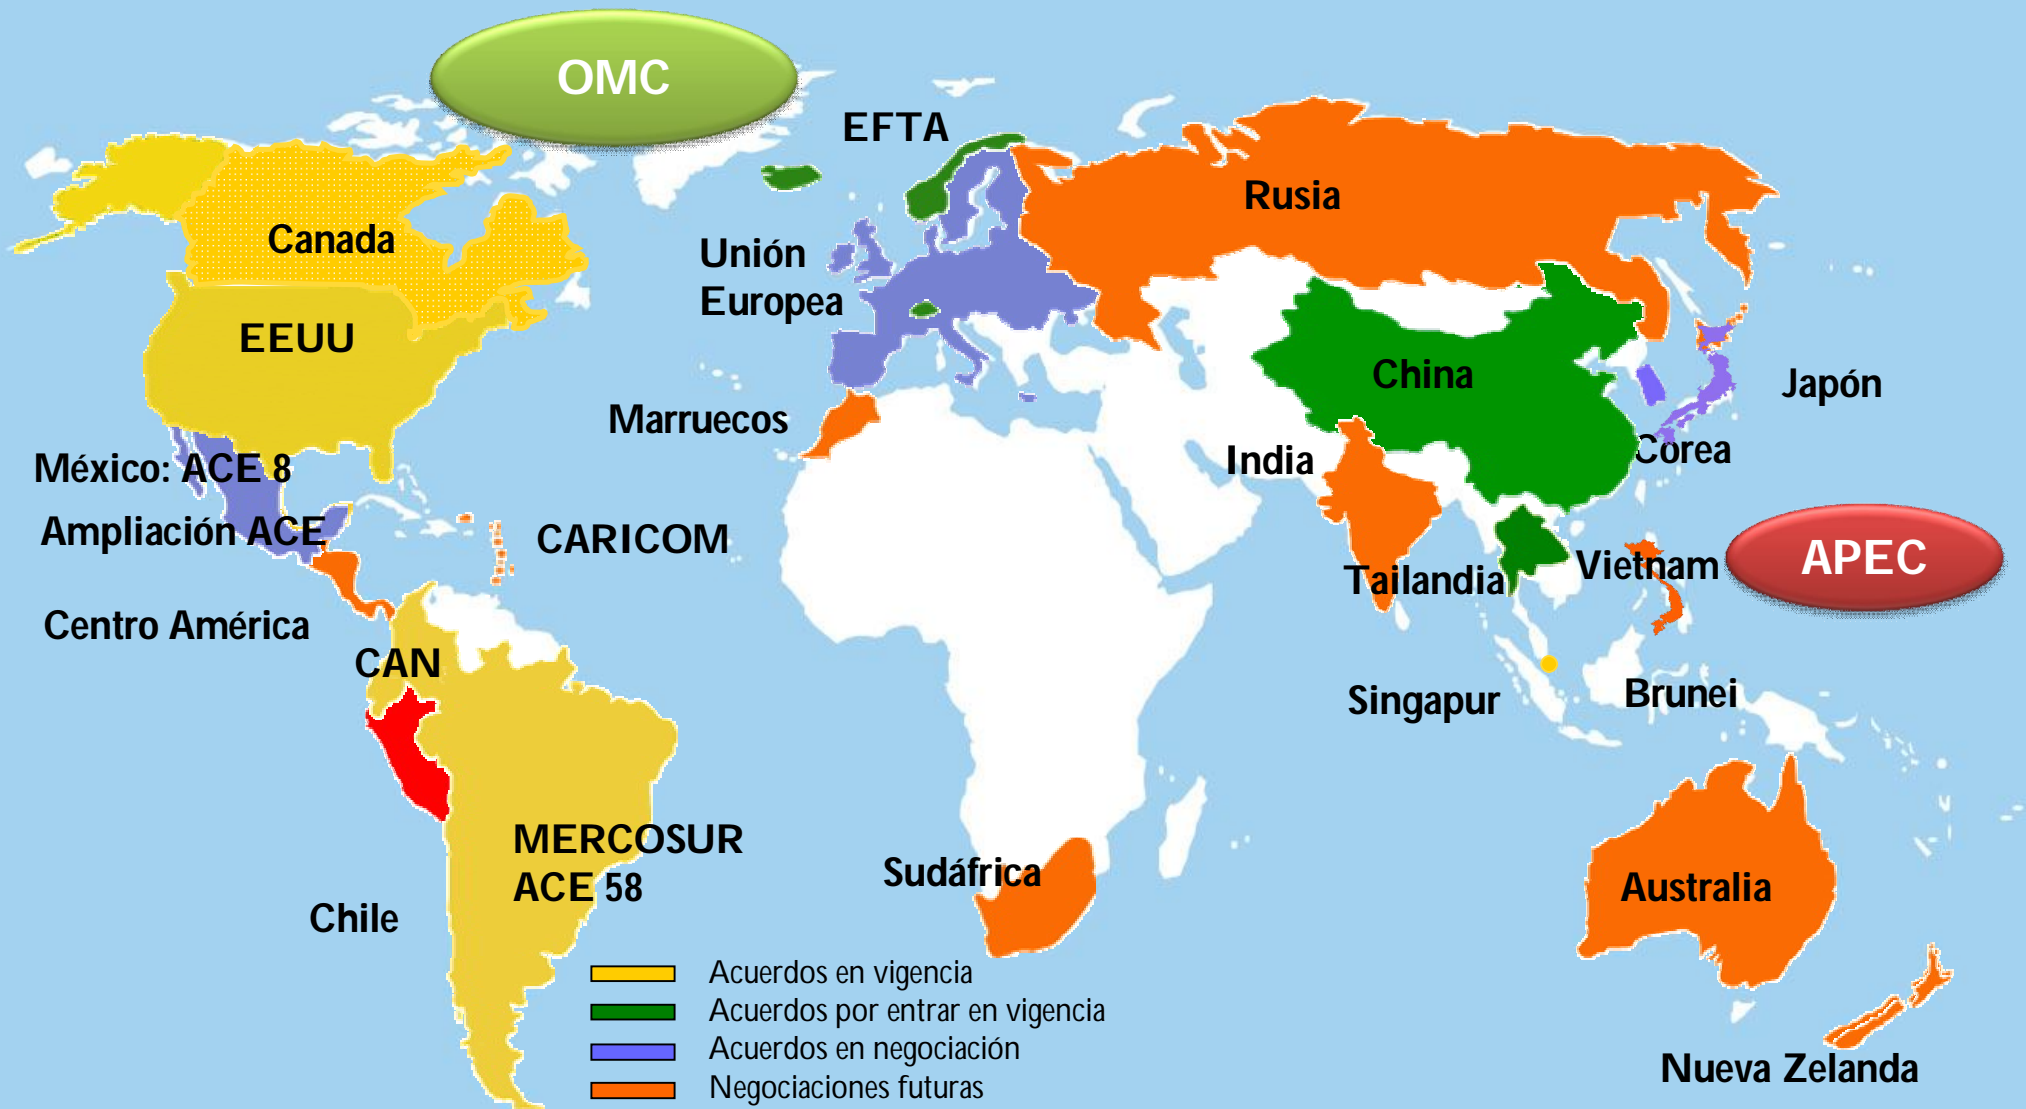 OMC
EFTA
Rusia
Canada
Unión
Europea
EEUU
China
Japón
Marruecos
India
Corea
México: ACE 8
Ampliación ACE
CARICOM
APEC
Tailandia
Vietnam
Centro América
CAN
Singapur
Brunei
MERCOSUR
ACE 58
Sudáfrica
Australia
Chile
Acuerdos en vigencia
Acuerdos por entrar en vigencia
Acuerdos en negociación
Negociaciones futuras
Nueva Zelanda